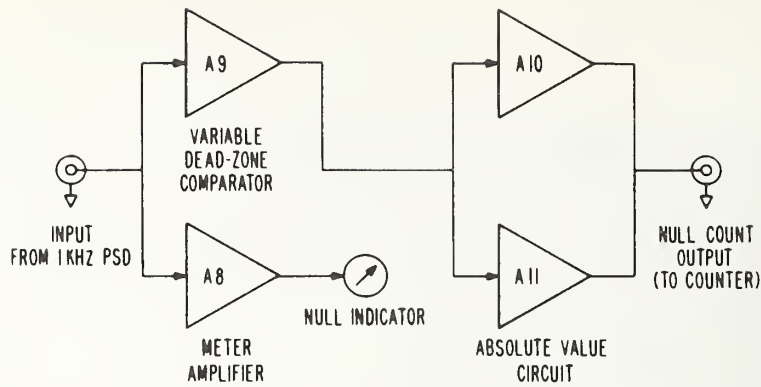 A9
A10
VARIABLE
DEAD-ZONE
COMPARATOR
INPUT
FROM 1KHZ PSD
NULL COUNT
OUTPUT
(TO COUNTER)
A8
A11
NULL INDICATOR
METER
AMPLIFIER
ABSOLUTE VALUE
CIRCUIT